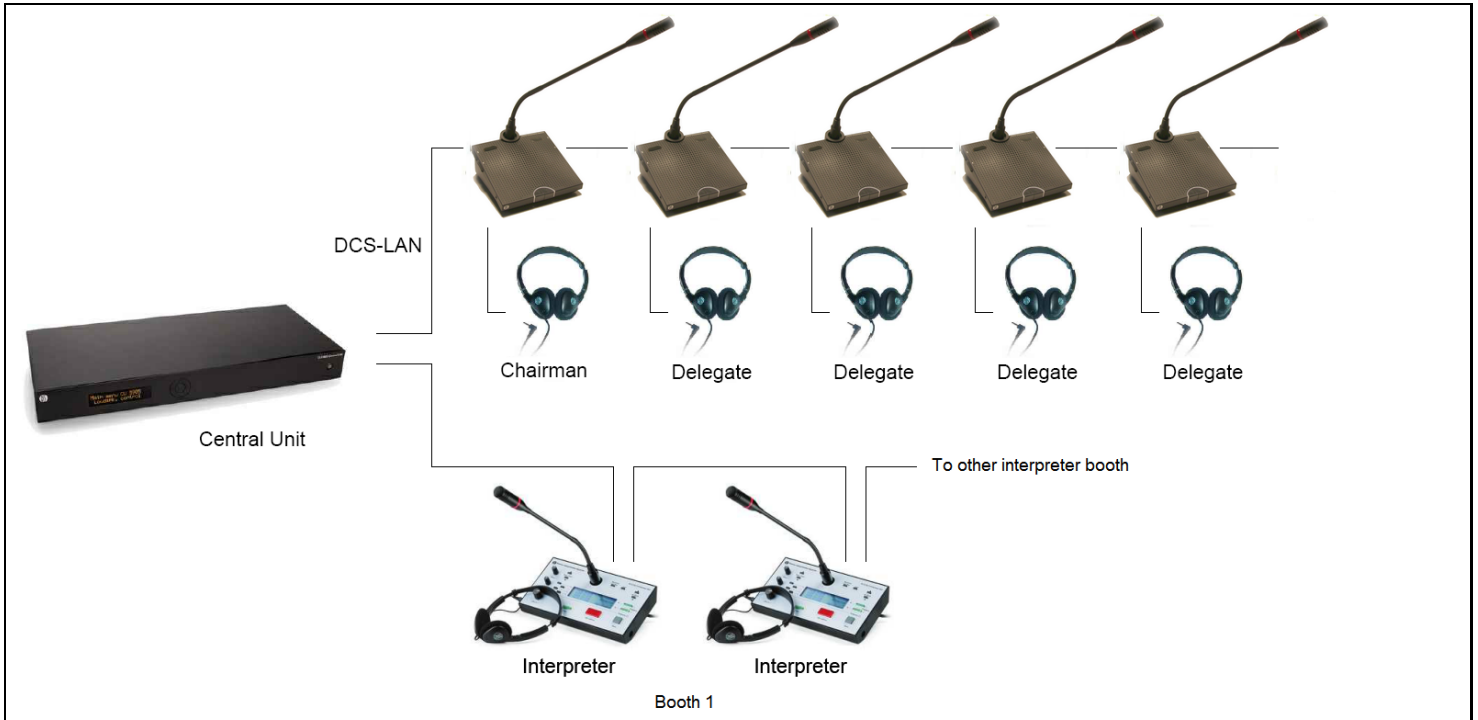 DCS-LAN
Chairman
Delegate
Delegate
Delegate
Delegate
Central Unit
To other interpreter booth
Interpreter
Interpreter
Booth 1